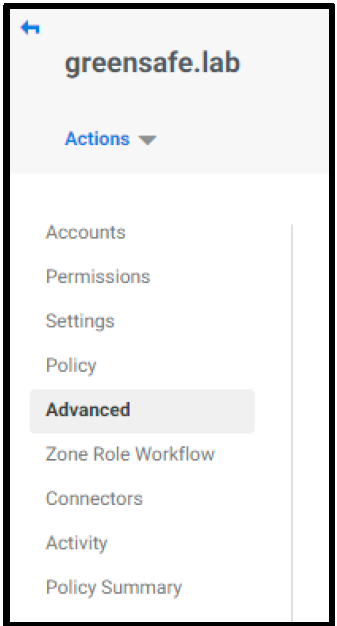 greensafe.lab
Actions
Accounts
Permissions
Settings
Policy
Advanced
Zone Role Workflow
Connectors
Activity
Policy Summary